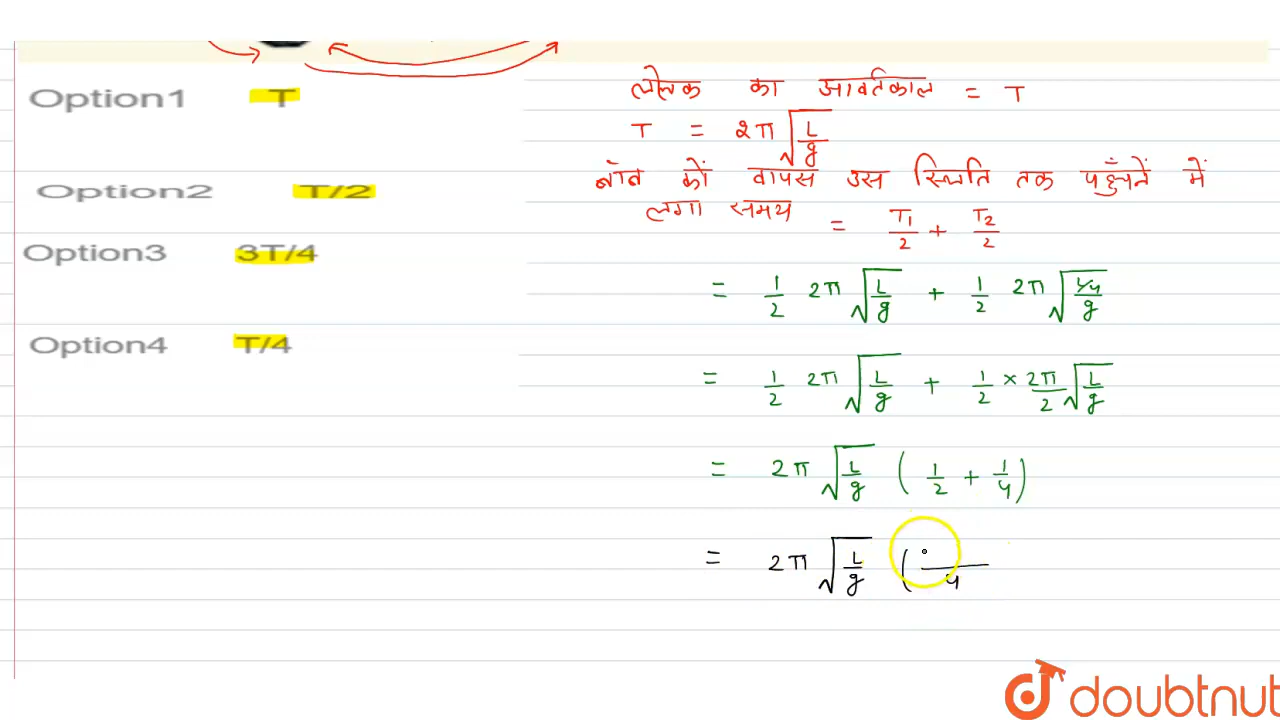 Option1 T
Option2 T/2
Option3 3T/4
Option4 T/4
लोलक का आवर्तकाल = T
T = 2π√(L/g)
बॉब कों वापस उस स्थिति तक पहुँचनें में
लगा समय = T₁/2 + T₂/2
= 1/2 2π√(L/g) + 1/2 2π√((L/4)/g)
= 1/2 2π√(L/g) + 1/2 × 2π/2 √(L/g)
= 2π√(L/g) (1/2 + 1/4)
= 2π√(L/g) ( /4
doubtnut